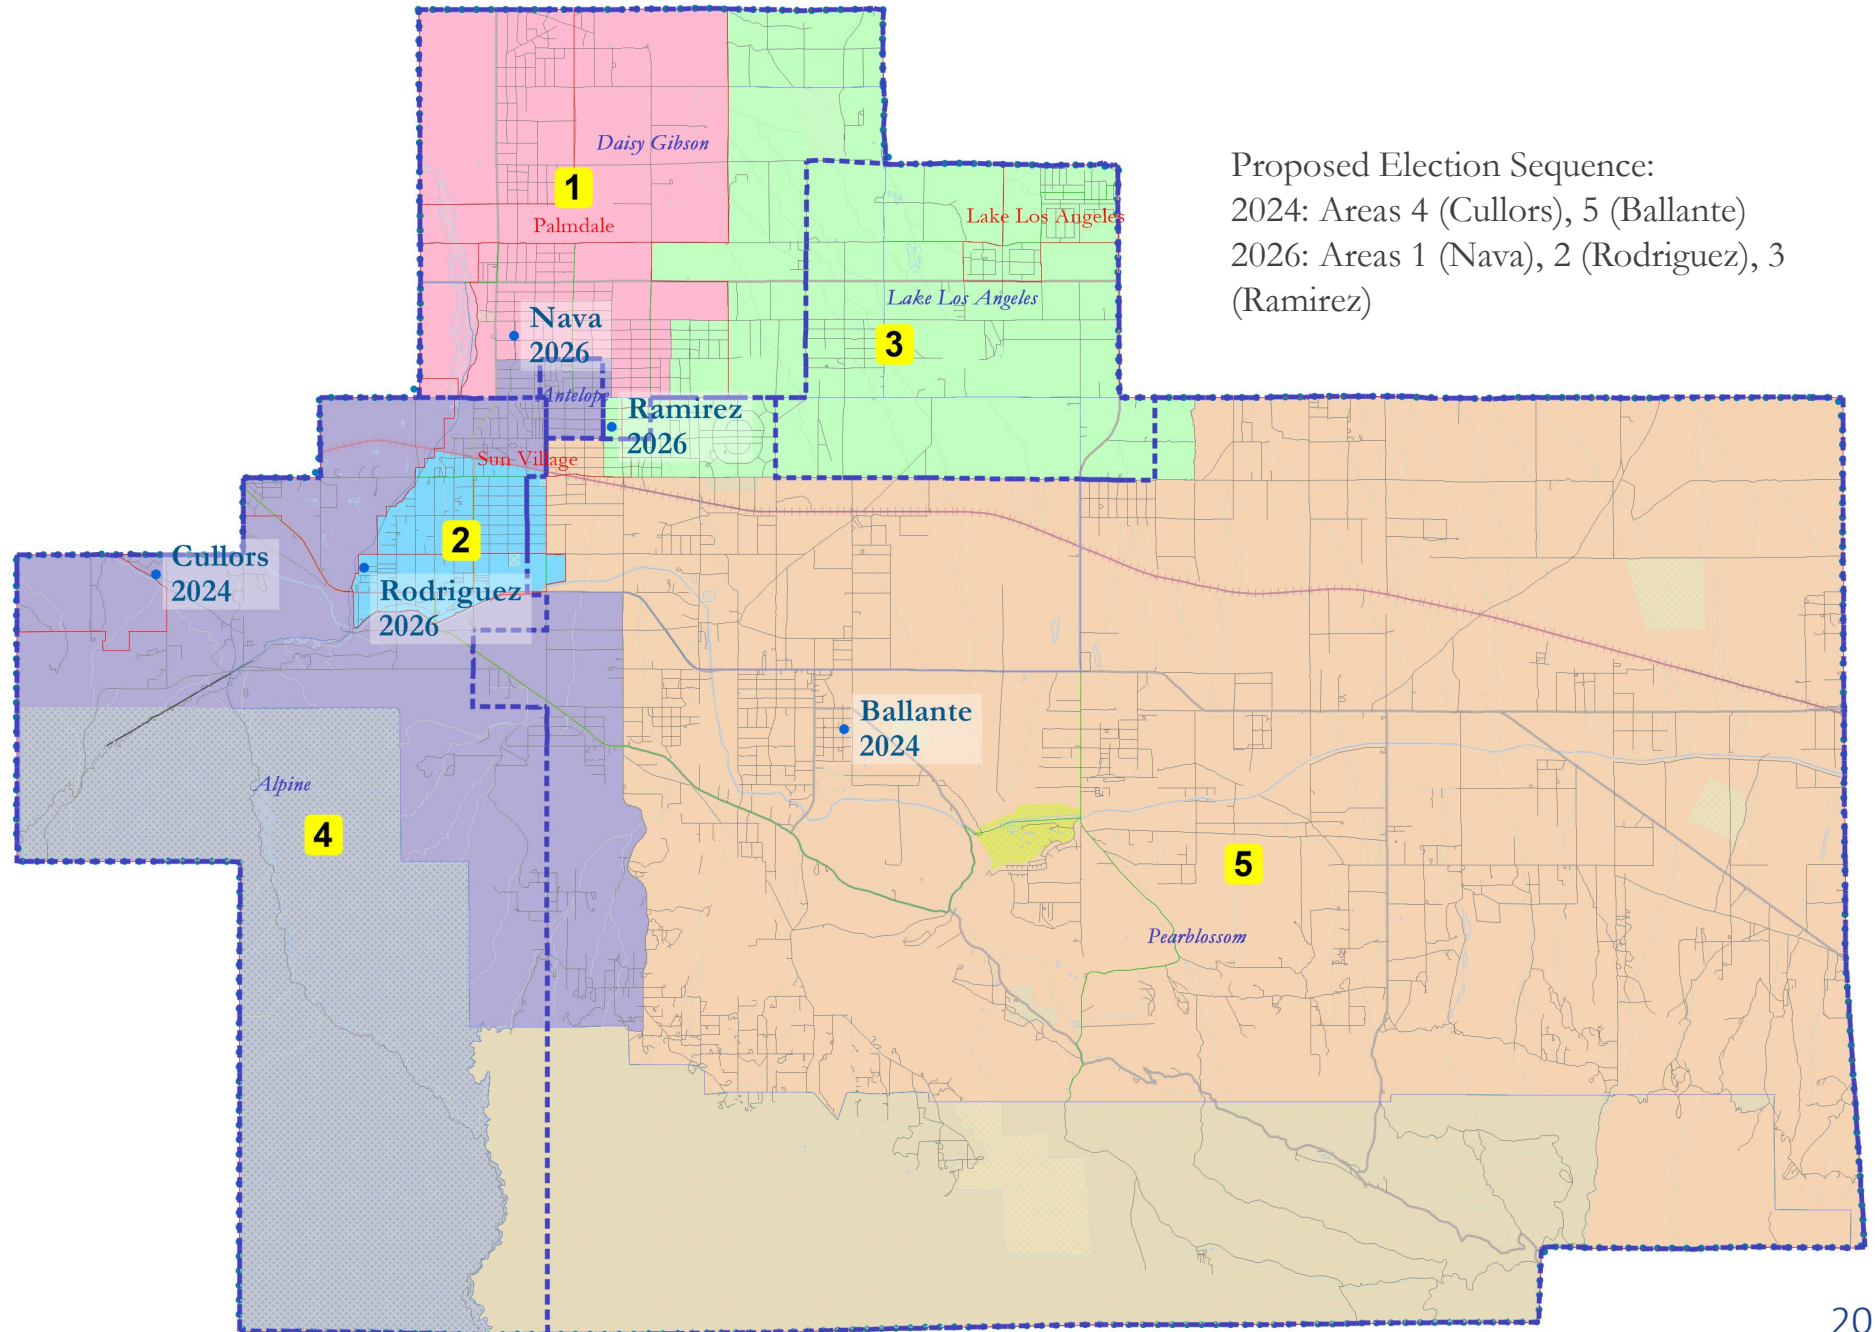 Proposed Election Sequence:
2024: Areas 4 (Cullors), 5 (Ballante)
2026: Areas 1 (Nava), 2 (Rodriguez), 3
(Ramirez)
Daisy Gibson
1
Palmdale
Lake Los Angeles
Lake Los Angeles
Nava
2026
3
Antelope
Ramirez
2026
Sun Village
2
Cullors
2024
Rodriguez
2026
Ballante
2024
Alpine
4
5
Pearblossom
20